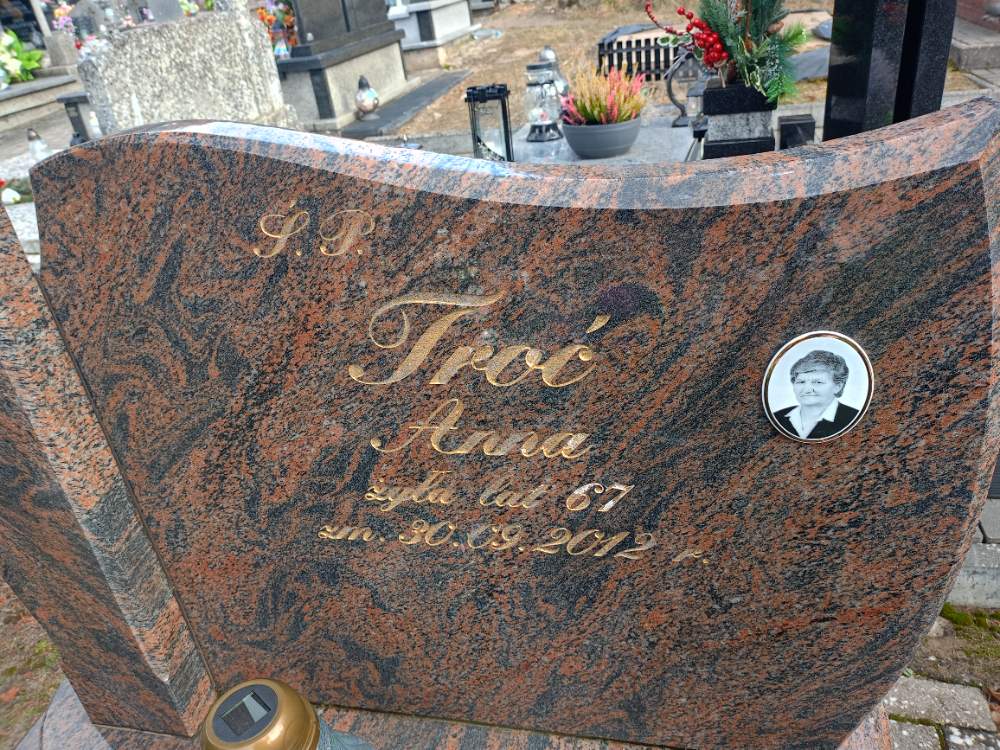 Ś.P.
Troć
Anna
żyła lat 67
zm. 30.09.2012 r.